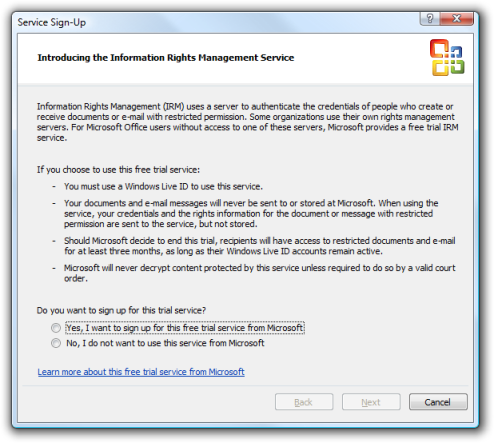 Service Sign-Up
Introducing the Information Rights Management Service
Information Rights Management (IRM) uses a server to authenticate the credentials of people who create or
receive documents or e-mail with restricted permission. Some organizations use their own rights management
servers. For Microsoft Office users without access to one of these servers, Microsoft provides a free trial IRM
service.
If you choose to use this free trial service:
- You must use a Windows Live ID to use this service.
- Your documents and e-mail messages will never be sent to or stored at Microsoft. When using the
service, your credentials and the rights information for the document or message with restricted
permission are sent to the service, but not stored.
- Should Microsoft decide to end this trial, recipients will have access to restricted documents and e-mail
for at least three months, as long as their Windows Live ID accounts remain active.
- Microsoft will never decrypt content protected by this service unless required to do so by a valid court
order.
Do you want to sign up for this trial service?
Yes, I want to sign up for this free trial service from Microsoft
No, I do not want to use this service from Microsoft
Learn more about this free trial service from Microsoft
Back Next Cancel